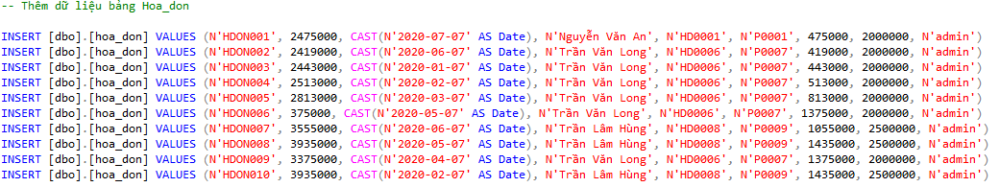 -- Thêm dữ liệu bảng Hoa_don
INSERT [dbo].[hoa_don] VALUES (N'HDON001', 2475000, CAST(N'2020-07-07' AS Date), N'Nguyễn Văn An', N'HD0001', N'P0001', 475000, 2000000, N'admin')
INSERT [dbo].[hoa_don] VALUES (N'HDON002', 2419000, CAST(N'2020-06-07' AS Date), N'Trần Văn Long', N'HD0006', N'P0007', 419000, 2000000, N'admin')
INSERT [dbo].[hoa_don] VALUES (N'HDON003', 2443000, CAST(N'2020-01-07' AS Date), N'Trần Văn Long', N'HD0006', N'P0007', 443000, 2000000, N'admin')
INSERT [dbo].[hoa_don] VALUES (N'HDON004', 2513000, CAST(N'2020-02-07' AS Date), N'Trần Văn Long', N'HD0006', N'P0007', 513000, 2000000, N'admin')
INSERT [dbo].[hoa_don] VALUES (N'HDON005', 2813000, CAST(N'2020-03-07' AS Date), N'Trần Văn Long', N'HD0006', N'P0007', 813000, 2000000, N'admin')
INSERT [dbo].[hoa_don] VALUES (N'HDON006', 375000, CAST(N'2020-05-07' AS Date), N'Trần Văn Long', N'HD0006', N'P0007', 1375000, 2000000, N'admin')
INSERT [dbo].[hoa_don] VALUES (N'HDON007', 3555000, CAST(N'2020-06-07' AS Date), N'Trần Lâm Hùng', N'HD0008', N'P0009', 1055000, 2500000, N'admin')
INSERT [dbo].[hoa_don] VALUES (N'HDON008', 3935000, CAST(N'2020-05-07' AS Date), N'Trần Lâm Hùng', N'HD0008', N'P0009', 1435000, 2500000, N'admin')
INSERT [dbo].[hoa_don] VALUES (N'HDON009', 3375000, CAST(N'2020-04-07' AS Date), N'Trần Văn Long', N'HD0006', N'P0007', 1375000, 2000000, N'admin')
INSERT [dbo].[hoa_don] VALUES (N'HDON010', 3935000, CAST(N'2020-02-07' AS Date), N'Trần Lâm Hùng', N'HD0008', N'P0009', 1435000, 2500000, N'admin')